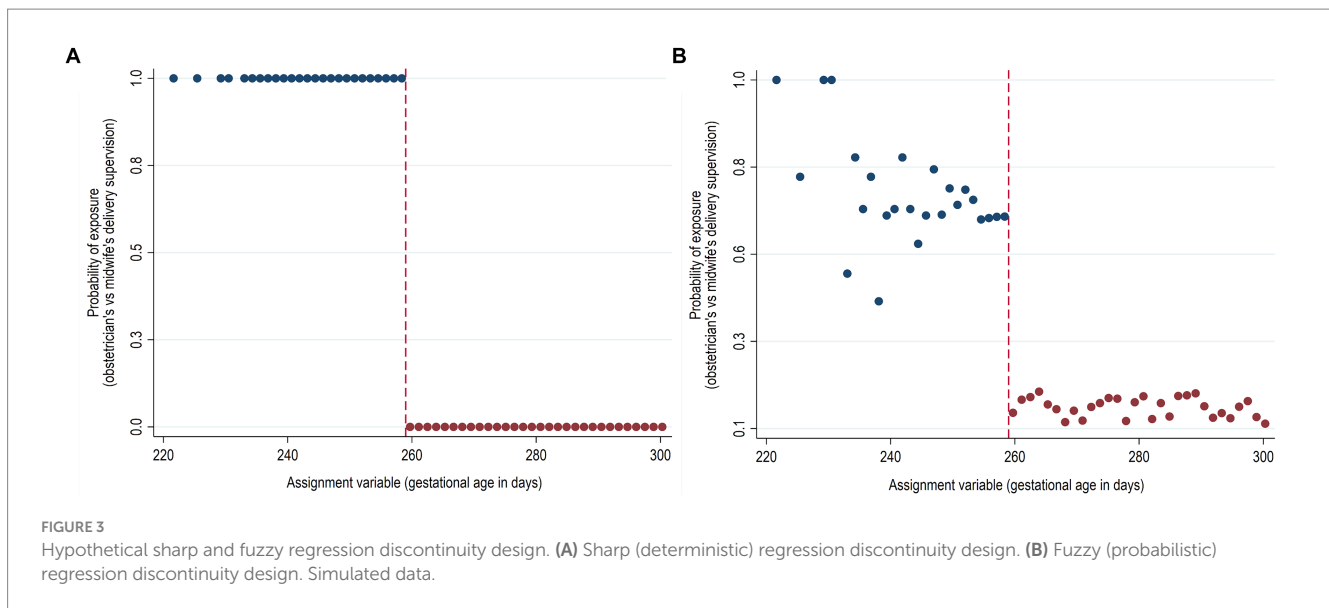 A
Probability of exposure
(obstetrician's vs midwife's delivery supervision)
1.0
0.8
0.5
0.3
0.0
220
240
260
280
300
Assignment variable (gestational age in days)
B
Probability of exposure
(obstetrician's vs midwife's delivery supervision)
1.0
0.8
0.6
0.3
0.1
220
240
260
280
300
Assignment variable (gestational age in days)
FIGURE 3
Hypothetical sharp and fuzzy regression discontinuity design. (A) Sharp (deterministic) regression discontinuity design. (B) Fuzzy (probabilistic)
regression discontinuity design. Simulated data.